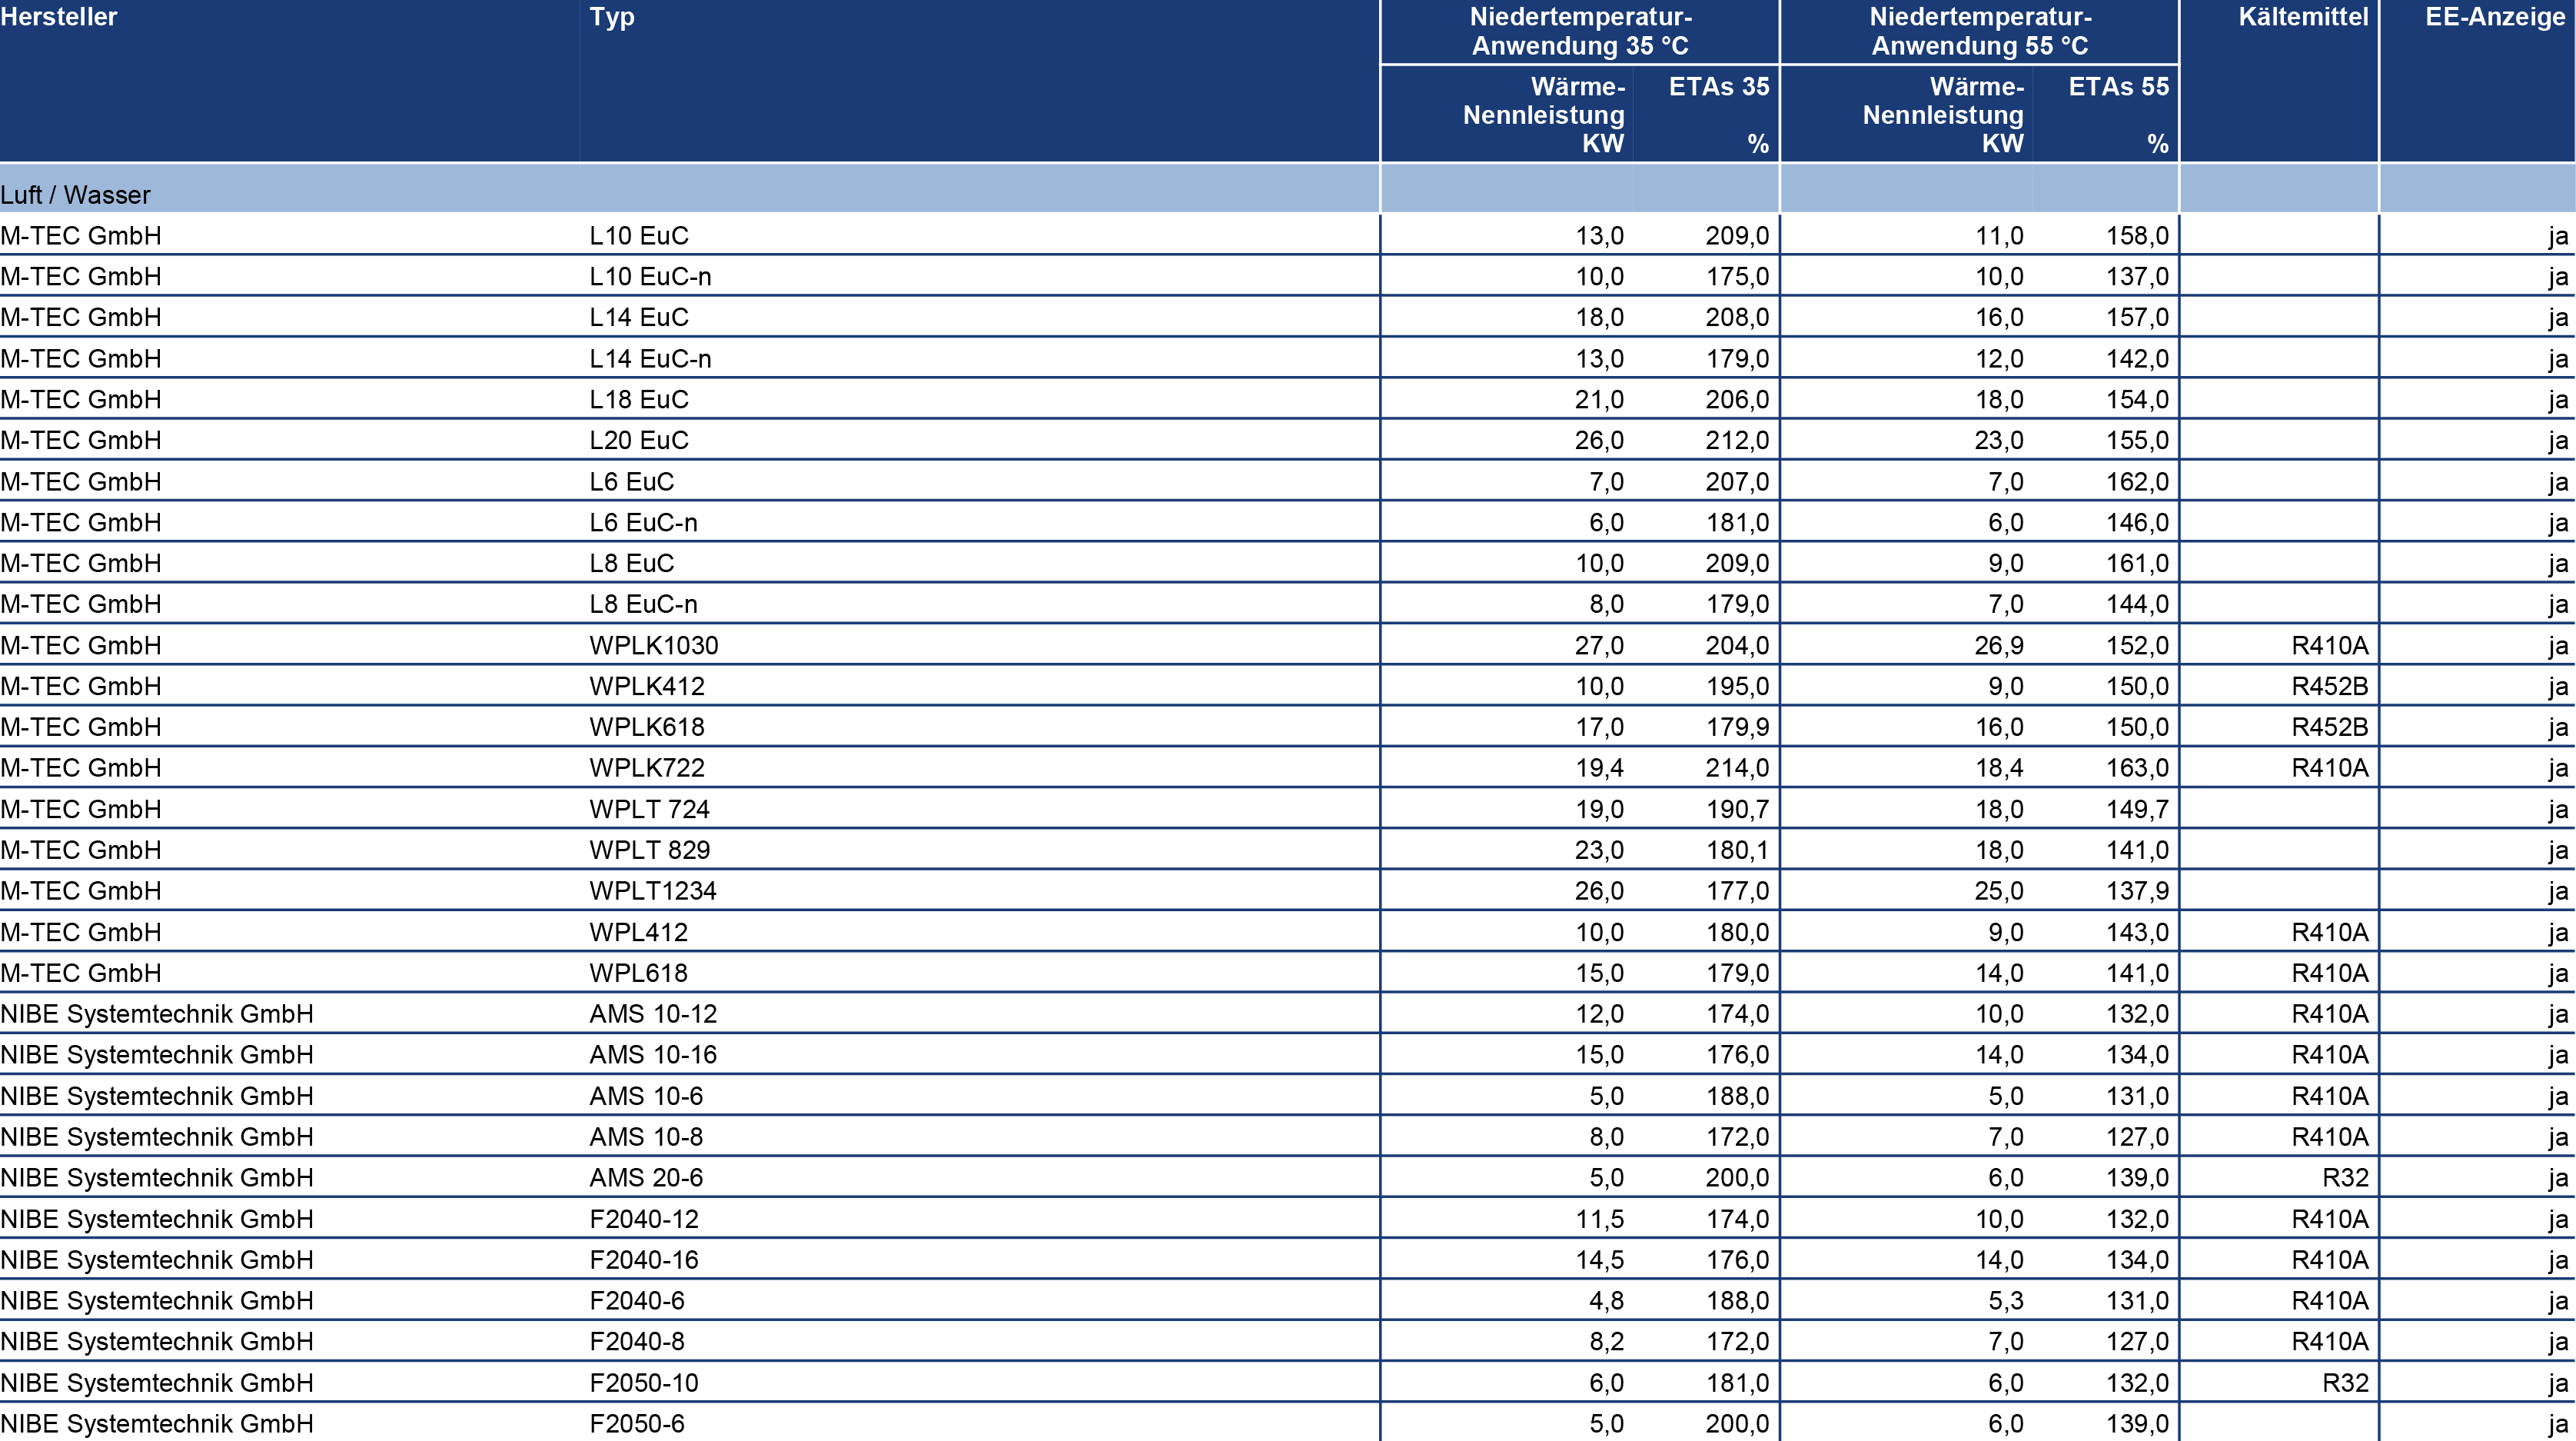 Hersteller Typ Niedertemperatur- Niedertemperatur- Kältemittel EE-Anzeige
Anwendung 35 °C Anwendung 55 °C
Wärme- ETAs 35 Wärme- ETAs 55
Nennleistung Nennleistung
KW % KW %
Luft / Wasser
M-TEC GmbH L10 EuC 13,0 209,0 11,0 158,0 ja
M-TEC GmbH L10 EuC-n 10,0 175,0 10,0 137,0 ja
M-TEC GmbH L14 EuC 18,0 208,0 16,0 157,0 ja
M-TEC GmbH L14 EuC-n 13,0 179,0 12,0 142,0 ja
M-TEC GmbH L18 EuC 21,0 206,0 18,0 154,0 ja
M-TEC GmbH L20 EuC 26,0 212,0 23,0 155,0 ja
M-TEC GmbH L6 EuC 7,0 207,0 7,0 162,0 ja
M-TEC GmbH L6 EuC-n 6,0 181,0 6,0 146,0 ja
M-TEC GmbH L8 EuC 10,0 209,0 9,0 161,0 ja
M-TEC GmbH L8 EuC-n 8,0 179,0 7,0 144,0 ja
M-TEC GmbH WPLK1030 27,0 204,0 26,9 152,0 R410A ja
M-TEC GmbH WPLK412 10,0 195,0 9,0 150,0 R452B ja
M-TEC GmbH WPLK618 17,0 179,9 16,0 150,0 R452B ja
M-TEC GmbH WPLK722 19,4 214,0 18,4 163,0 R410A ja
M-TEC GmbH WPLT 724 19,0 190,7 18,0 149,7 ja
M-TEC GmbH WPLT 829 23,0 180,1 18,0 141,0 ja
M-TEC GmbH WPLT1234 26,0 177,0 25,0 137,9 ja
M-TEC GmbH WPL412 10,0 180,0 9,0 143,0 R410A ja
M-TEC GmbH WPL618 15,0 179,0 14,0 141,0 R410A ja
NIBE Systemtechnik GmbH AMS 10-12 12,0 174,0 10,0 132,0 R410A ja
NIBE Systemtechnik GmbH AMS 10-16 15,0 176,0 14,0 134,0 R410A ja
NIBE Systemtechnik GmbH AMS 10-6 5,0 188,0 5,0 131,0 R410A ja
NIBE Systemtechnik GmbH AMS 10-8 8,0 172,0 7,0 127,0 R410A ja
NIBE Systemtechnik GmbH AMS 20-6 5,0 200,0 6,0 139,0 R32 ja
NIBE Systemtechnik GmbH F2040-12 11,5 174,0 10,0 132,0 R410A ja
NIBE Systemtechnik GmbH F2040-16 14,5 176,0 14,0 134,0 R410A ja
NIBE Systemtechnik GmbH F2040-6 4,8 188,0 5,3 131,0 R410A ja
NIBE Systemtechnik GmbH F2040-8 8,2 172,0 7,0 127,0 R410A ja
NIBE Systemtechnik GmbH F2050-10 6,0 181,0 6,0 132,0 R32 ja
NIBE Systemtechnik GmbH F2050-6 5,0 200,0 6,0 139,0 ja